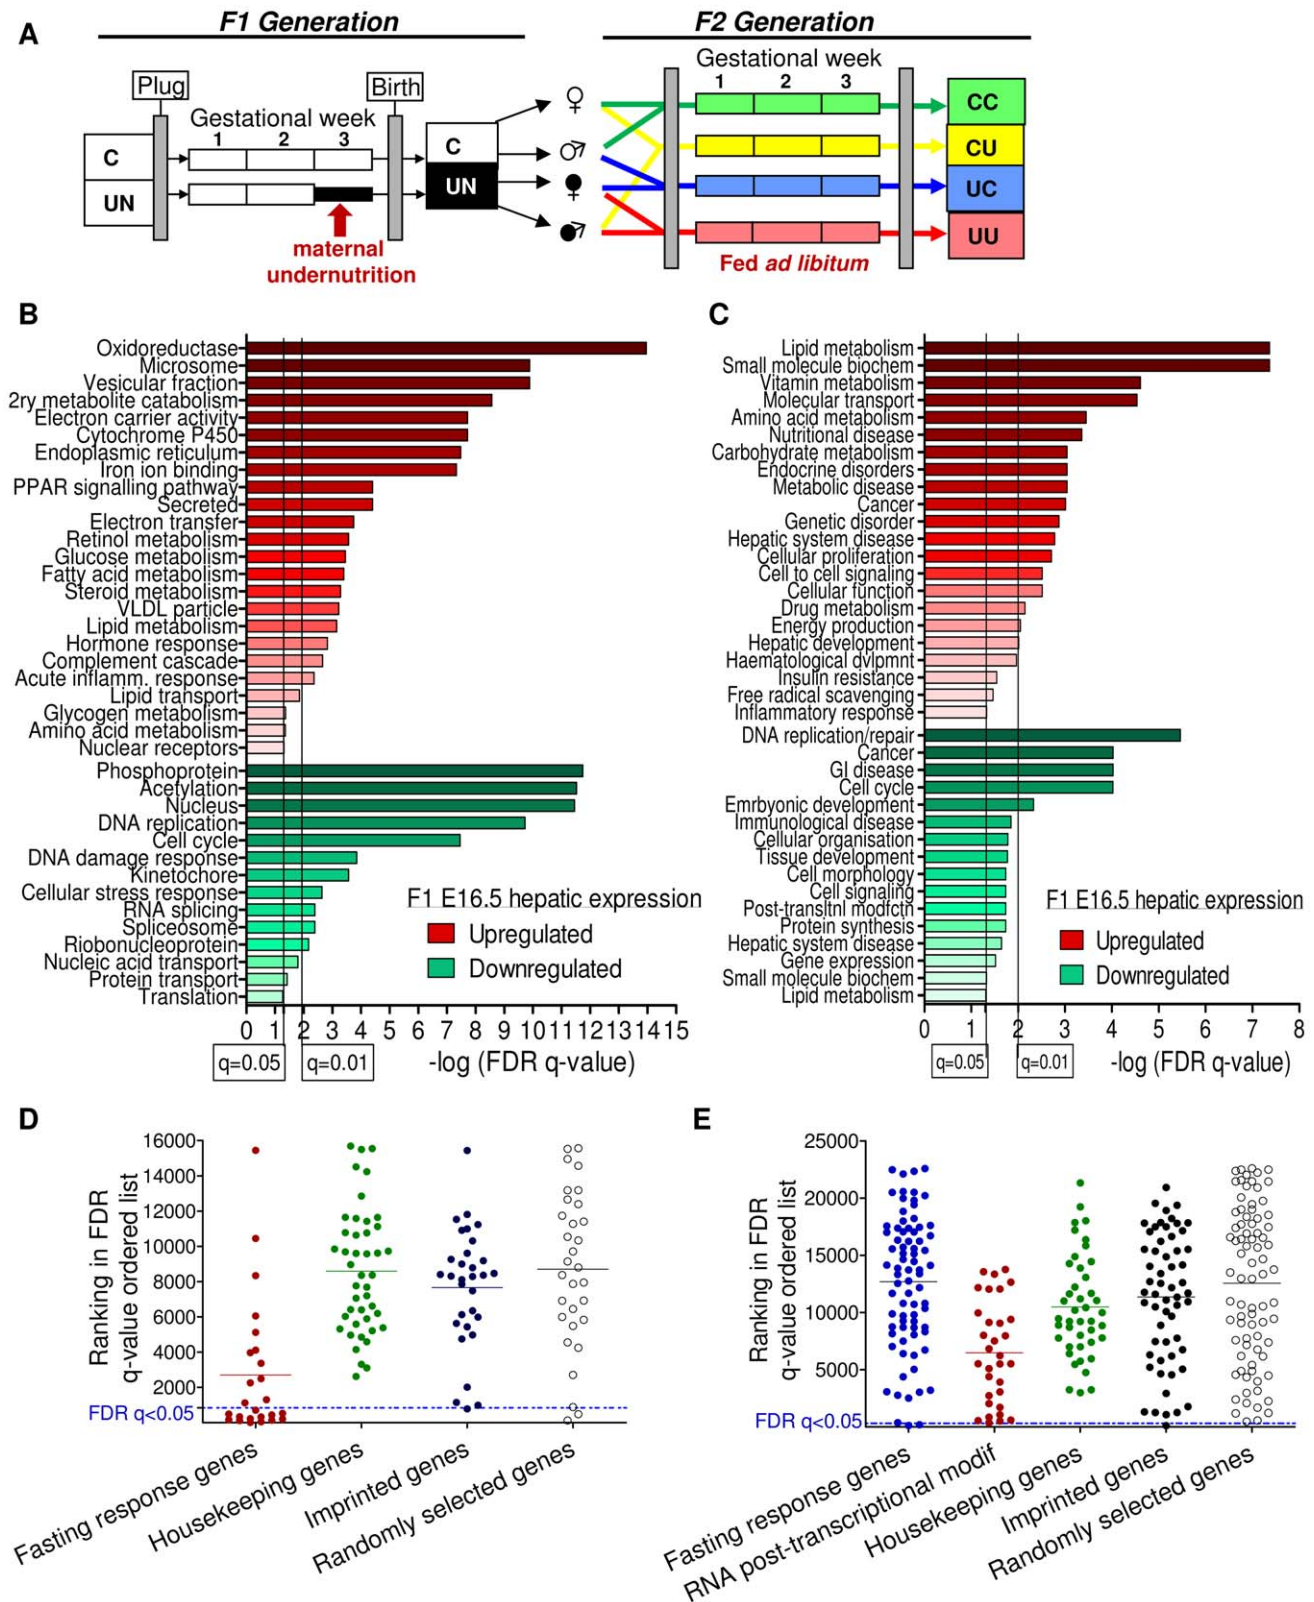 A
F1 Generation
F2 Generation
Plug
Birth
Gestational week
1 2 3
Gestational week
1 2 3
C
UN
C
UN
♀
♂
CC
CU
UC
UU
maternal
undernutrition
Fed ad libitum
B
Oxidoreductase
Microsome
Vesicular fraction
2ry metabolite catabolism
Electron carrier activity
Cytochrome P450
Endoplasmic reticulum
Iron ion binding
PPAR signalling pathway
Secreted
Electron transfer
Retinol metabolism
Glucose metabolism
Fatty acid metabolism
Steroid metabolism
VLDL particle
Lipid metabolism
Hormone response
Complement cascade
Acute inflamm. response
Lipid transport
Glycogen metabolism
Amino acid metabolism
Nuclear receptors
Phosphoprotein
Acetylation
Nucleus
DNA replication
Cell cycle
DNA damage response
Kinetochore
Cellular stress response
RNA splicing
Spliceosome
Riobonucleoprotein
Nucleic acid transport
Protein transport
Translation
F1 E16.5 hepatic expression
Upregulated
Downregulated
0 1 2 3 4 5 6 7 8 9 10 11 12 13 14 15
q=0.05
q=0.01
-log (FDR q-value)
C
Lipid metabolism
Small molecule biochem
Vitamin metabolism
Molecular transport
Amino acid metabolism
Nutritional disease
Carbohydrate metabolism
Endocrine disorders
Metabolic disease
Cancer
Genetic disorder
Hepatic system disease
Cellular proliferation
Cell to cell signaling
Cellular function
Drug metabolism
Energy production
Hepatic development
Haematological dvlpmnt
Insulin resistance
Free radical scavenging
Inflammatory response
DNA replication/repair
Cancer
GI disease
Cell cycle
Emrbyonic development
Immunological disease
Cellular organisation
Tissue development
Cell morphology
Cell signaling
Post-transltnl modfctn
Protein synthesis
Hepatic system disease
Gene expression
Small molecule biochem
Lipid metabolism
F1 E16.5 hepatic expression
Upregulated
Downregulated
0 1 2 3 4 5 6 7 8
q=0.05
q=0.01
-log (FDR q-value)
D
Ranking in FDR
q-value ordered list
16000
14000
12000
10000
8000
6000
4000
2000
FDR q<0.05
Fasting response genes
Housekeeping genes
Imprinted genes
Randomly selected genes
E
Ranking in FDR
q-value ordered list
25000
20000
15000
10000
5000
FDR q<0.05
Fasting response genes
RNA post-transcriptional modif
Housekeeping genes
Imprinted genes
Randomly selected genes